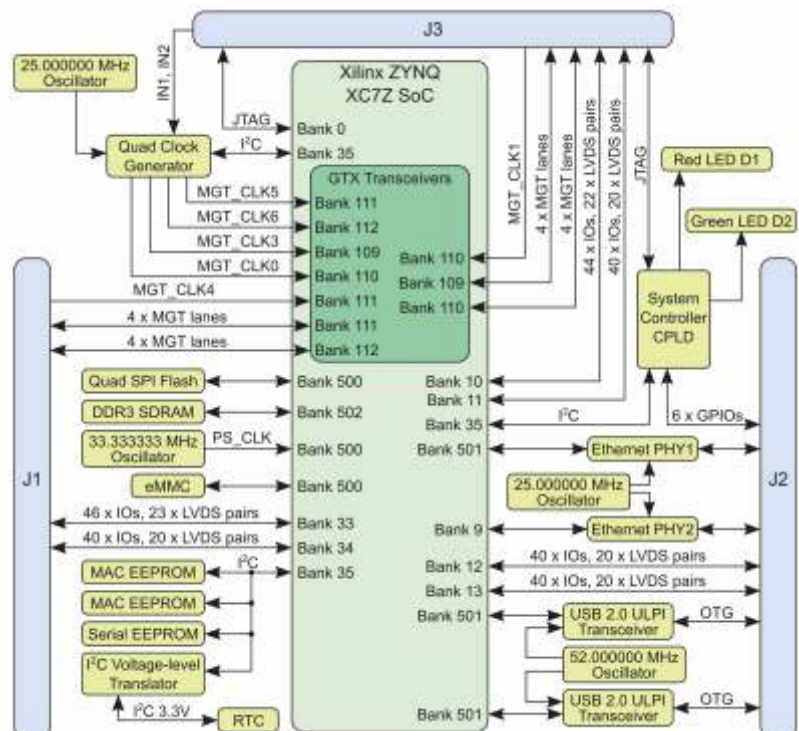 J3
25.000000 MHz
Oscillator
IN1, IN2
Xilinx ZYNQ
XC7Z SoC
JTAG
Bank 0
I²C
Bank 35
Quad Clock
Generator
GTX Transceivers
MGT_CLK5
Bank 111
MGT_CLK6
Bank 112
MGT_CLK3
Bank 109
MGT_CLK0
Bank 110
MGT_CLK4
Bank 111
4 x MGT lanes
Bank 111
4 x MGT lanes
Bank 112
Bank 110
Bank 109
Bank 110
MGT_CLK1
4 x MGT lanes
4 x MGT lanes
44 x IOs, 22 x LVDS pairs
40 x IOs, 20 x LVDS pairs
JTAG
Red LED D1
Green LED D2
System
Controller
CPLD
Quad SPI Flash
Bank 500
DDR3 SDRAM
Bank 502
33.333333 MHz
Oscillator
PS_CLK
Bank 500
eMMC
Bank 500
46 x IOs, 23 x LVDS pairs
Bank 33
40 x IOs, 20 x LVDS pairs
Bank 34
I²C
Bank 35
MAC EEPROM
MAC EEPROM
Serial EEPROM
I²C Voltage-level
Translator
I²C 3.3V
RTC
J1
Bank 10
Bank 11
Bank 35
I²C
6 x GPIOs
Bank 501
Ethernet PHY1
25.000000 MHz
Oscillator
Bank 9
Ethernet PHY2
Bank 12
40 x IOs, 20 x LVDS pairs
Bank 13
40 x IOs, 20 x LVDS pairs
Bank 501
USB 2.0 ULPI
Transceiver
OTG
52.000000 MHz
Oscillator
Bank 501
USB 2.0 ULPI
Transceiver
OTG
J2